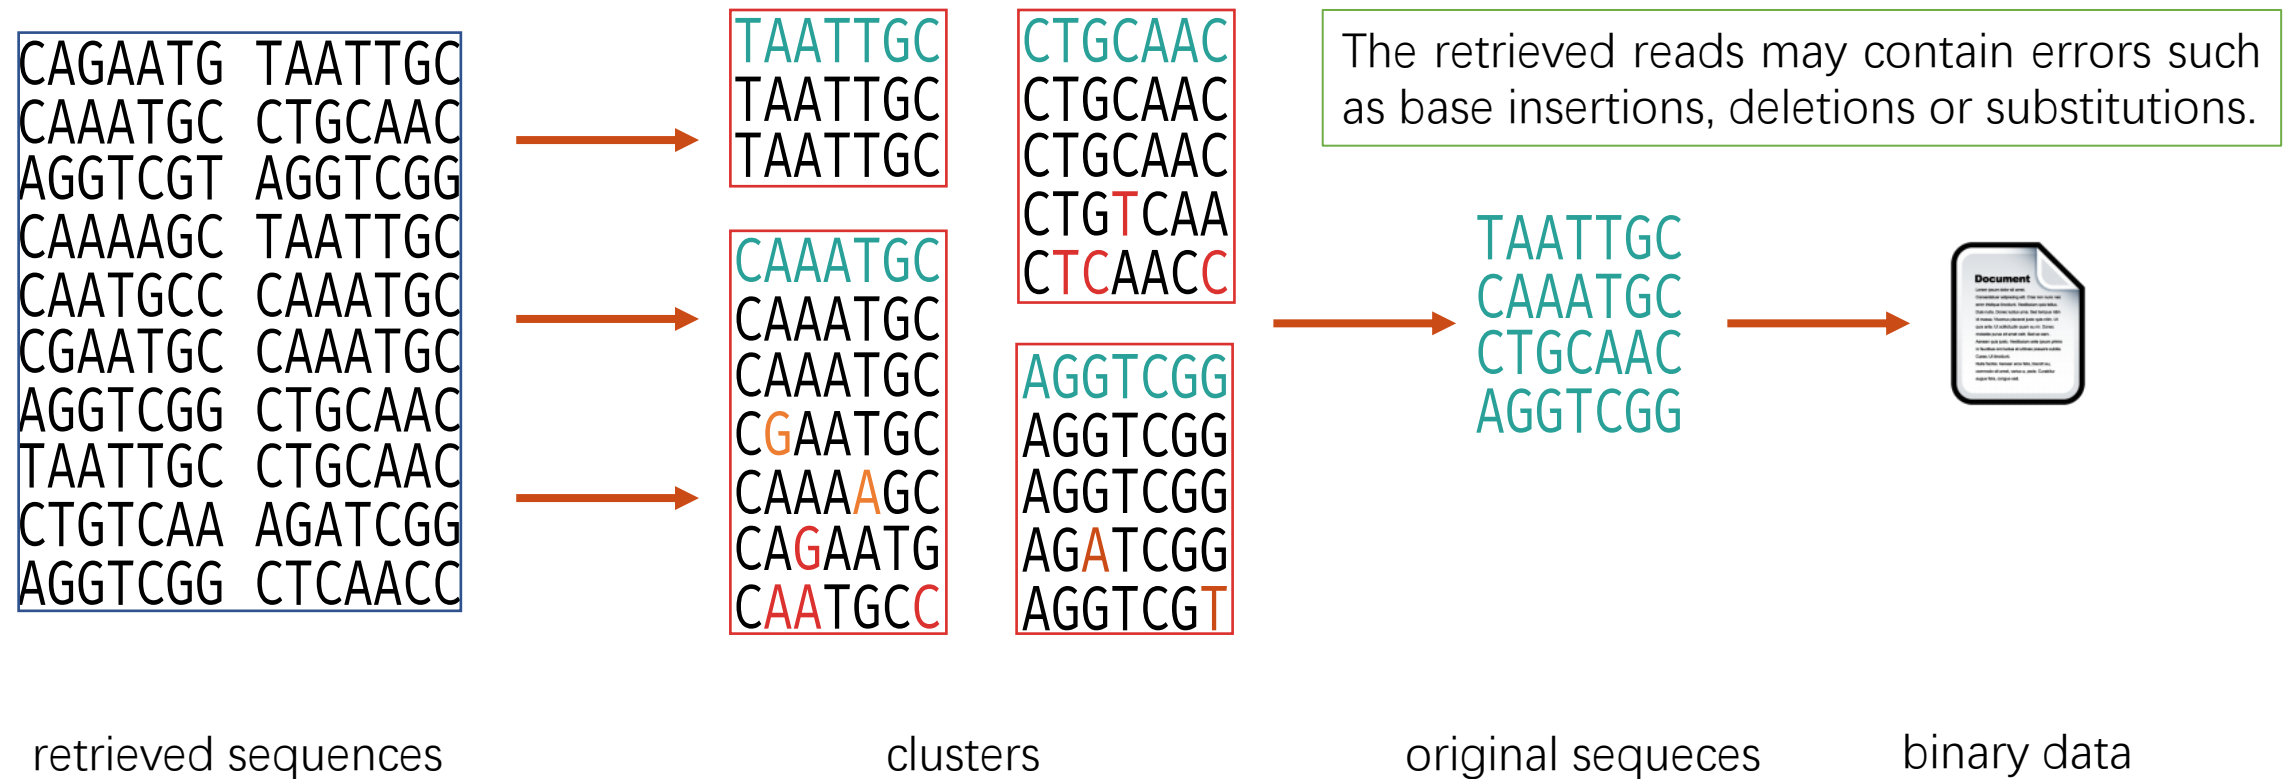 CAGAATG TAATTGC
CAAATGC CTGCAAC
AGGTCGT AGGTCGG
CAAAAGC TAATTGC
CAATGCC CAAATGC
CGAATGC CAAATGC
AGGTCGG CTGCAAC
TAATTGC CTGCAAC
CTGTCAA AGATCGG
AGGTCGG CTCAACC
retrieved sequences
TAATTGC
TAATTGC
TAATTGC
CAAATGC
CAAATGC
CAAATGC
CGAATGC
CAAAAGC
CAGAATG
CAATGCC
CTGCAAC
CTGCAAC
CTGCAAC
CTGTCAA
CTCAACC
AGGTCGG
AGGTCGG
AGGTCGG
AGATCGG
AGGTCGT
clusters
The retrieved reads may contain errors such
as base insertions, deletions or substitutions.
TAATTGC
CAAATGC
CTGCAAC
AGGTCGG
original sequeces
Document
binary data